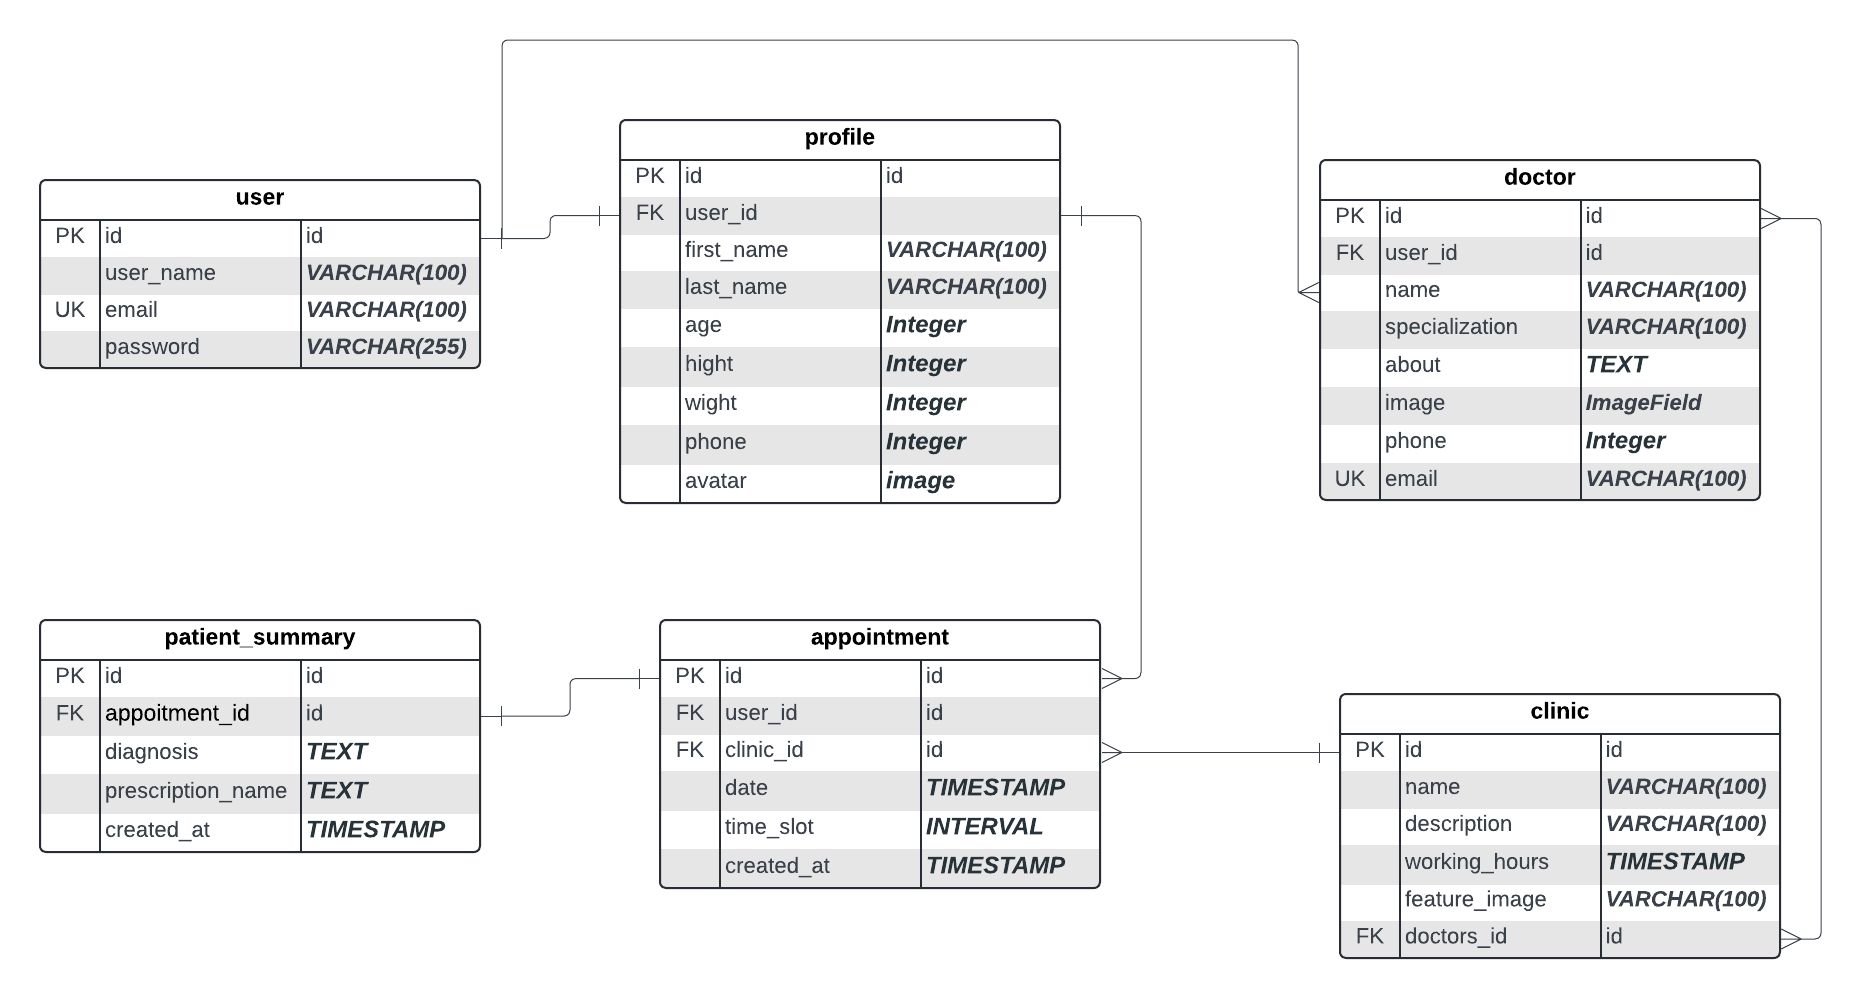 user
PK id id
user_name VARCHAR(100)
UK email VARCHAR(100)
password VARCHAR(255)
profile
PK id id
FK user_id
first_name VARCHAR(100)
last_name VARCHAR(100)
age Integer
hight Integer
wight Integer
phone Integer
avatar image
doctor
PK id id
FK user_id id
name VARCHAR(100)
specialization VARCHAR(100)
about TEXT
image ImageField
phone Integer
UK email VARCHAR(100)
patient_summary
PK id id
FK appoitment_id id
diagnosis TEXT
prescription_name TEXT
created_at TIMESTAMP
appointment
PK id id
FK user_id id
FK clinic_id id
date TIMESTAMP
time_slot INTERVAL
created_at TIMESTAMP
clinic
PK id id
name VARCHAR(100)
description VARCHAR(100)
working_hours TIMESTAMP
feature_image VARCHAR(100)
FK doctors_id id